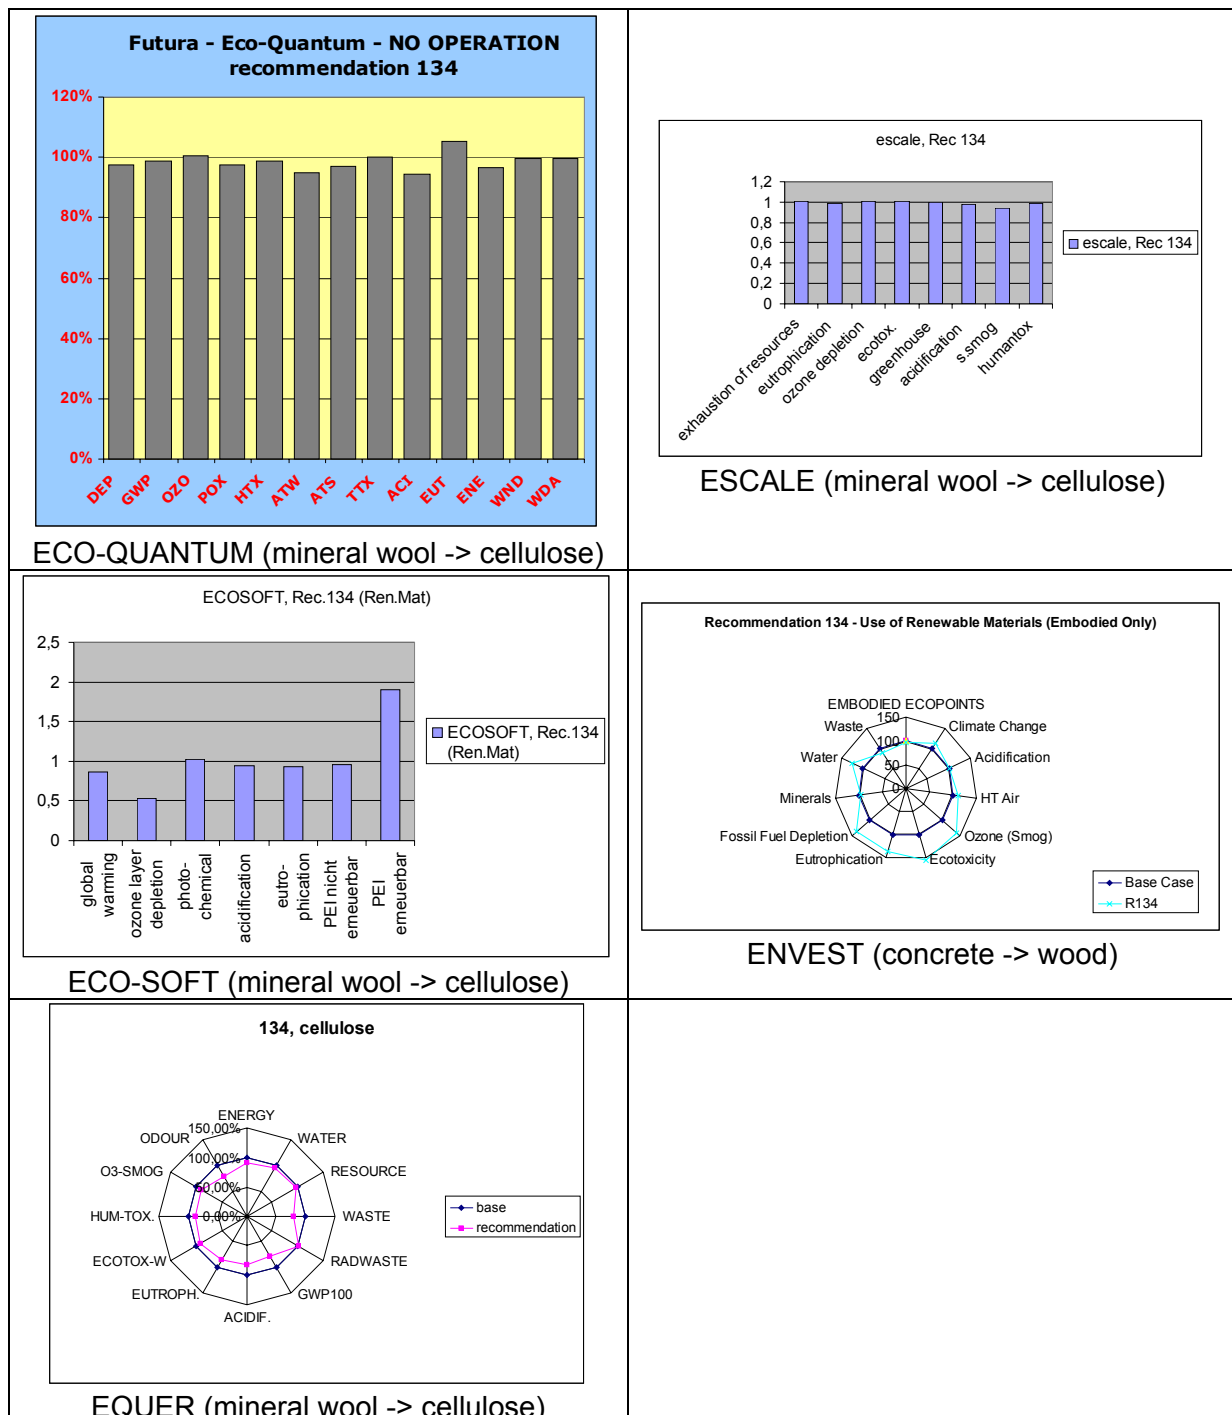 Futura - Eco-Quantum - NO OPERATION
recommendation 134
120%
100%
80%
60%
40%
20%
0%
DEP GWP OZO POX HTX ATW ATS TTX ACI EUT ENE WND WDA
ECO-QUANTUM (mineral wool -> cellulose)
escale, Rec 134
1,2
1
0,8
0,6
0,4
0,2
0
exhaustion of resources
eutrophication
ozone depletion
ecotox.
greenhouse
acidification
s.smog
humantox
escale, Rec 134
ESCALE (mineral wool -> cellulose)
ECOSOFT, Rec.134 (Ren.Mat)
2,5
2
1,5
1
0,5
0
global
warming
ozone layer
depletion
photo-
chemical
acidification
eutro-
phication
PEI nicht
erneuerbar
PEI
erneuerbar
ECOSOFT, Rec.134
(Ren.Mat)
ECO-SOFT (mineral wool -> cellulose)
Recommendation 134 - Use of Renewable Materials (Embodied Only)
EMBODIED ECOPOINTS
150
100
50
0
Climate Change
Acidification
HT Air
Ozone (Smog)
Ecotoxicity
Eutrophication
Fossil Fuel Depletion
Minerals
Water
Waste
Base Case
R134
ENVEST (concrete -> wood)
134, cellulose
ENERGY
150,00%
100,00%
50,00%
0,00%
WATER
RESOURCE
WASTE
RADWASTE
GWP100
ACIDIF.
EUTROPH.
ECOTOX-W
HUM-TOX.
O3-SMOG
ODOUR
base
recommendation
EQUER (mineral wool -> cellulose)